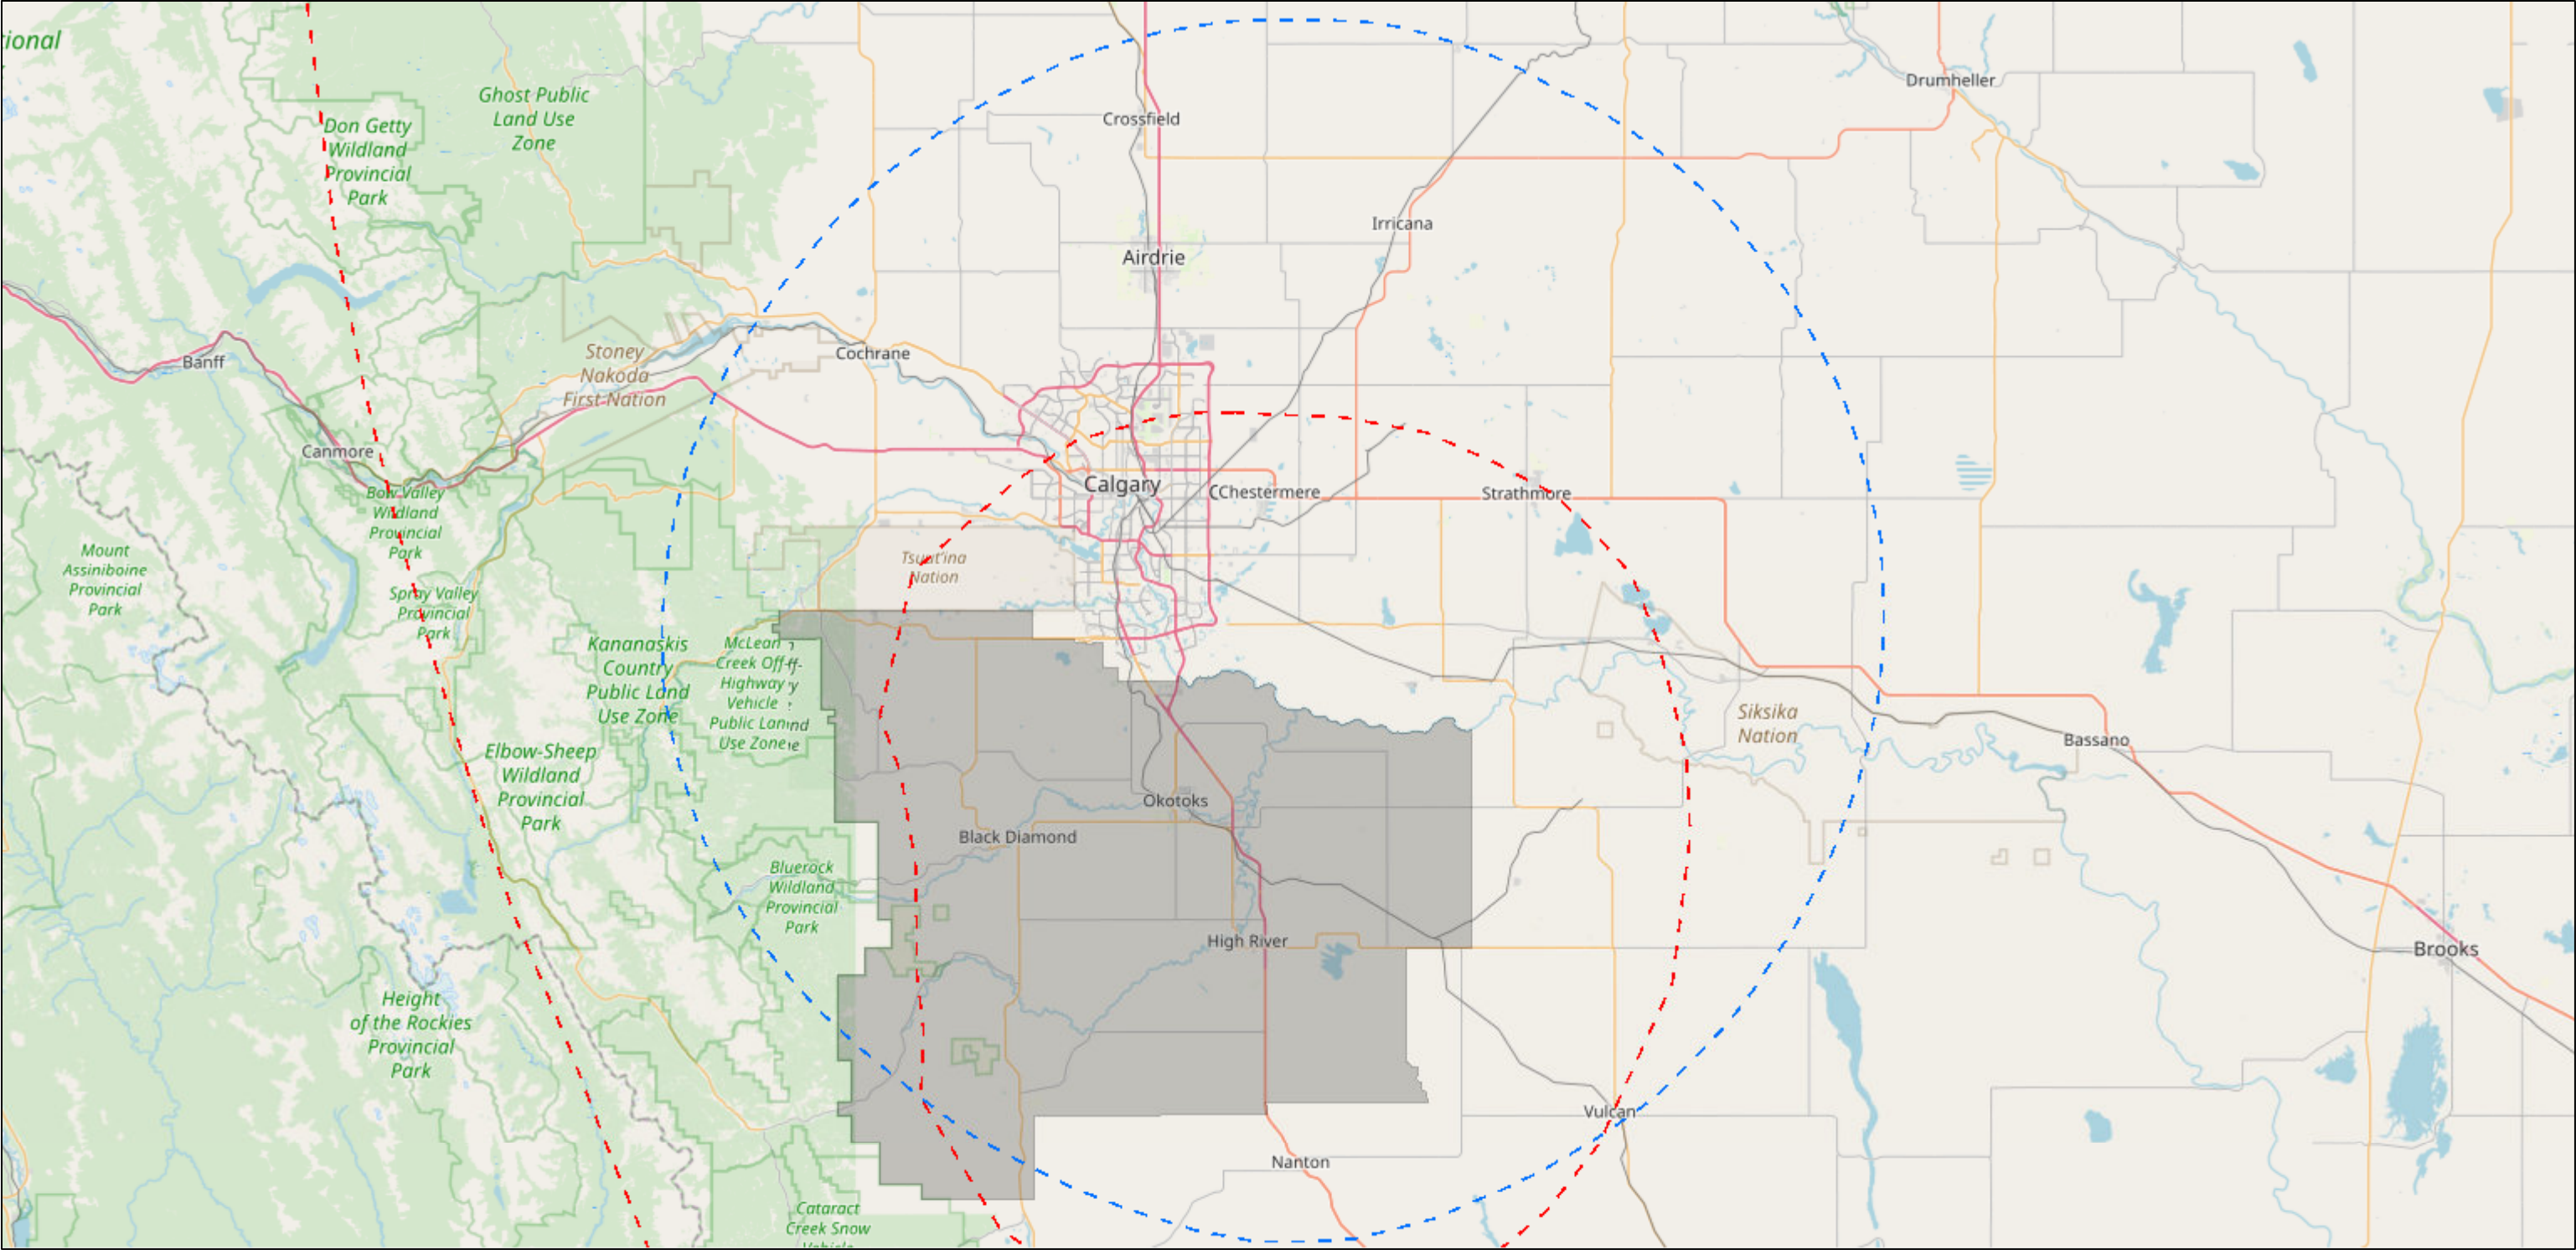 ional
Ghost Public
Land Use
Zone
Don Getty
Wildland
Provincial
Park
Crossfield
Drumheller
Irricana
Airdrie
Banff
Stoney
Nakoda
First Nation
Cochrane
Canmore
Calgary
CChestermere
Strathmore
Bow Valley
Wildland
Provincial
Park
Mount
Assiniboine
Provincial
Park
Tsuut'ina
Nation
Spray Valley
Provincial
Park
Kananaskis
Country
Public Land
Use Zone
McLean
Creek Off-
Highway
Vehicle
Public Land
Use Zone
Siksika
Nation
Bassano
Elbow-Sheep
Wildland
Provincial
Park
Okotoks
Black Diamond
Bluerock
Wildland
Provincial
Park
High River
Brooks
Height
of the Rockies
Provincial
Park
Vulcan
Nanton
Cataract
Creek Snow
Vehicle